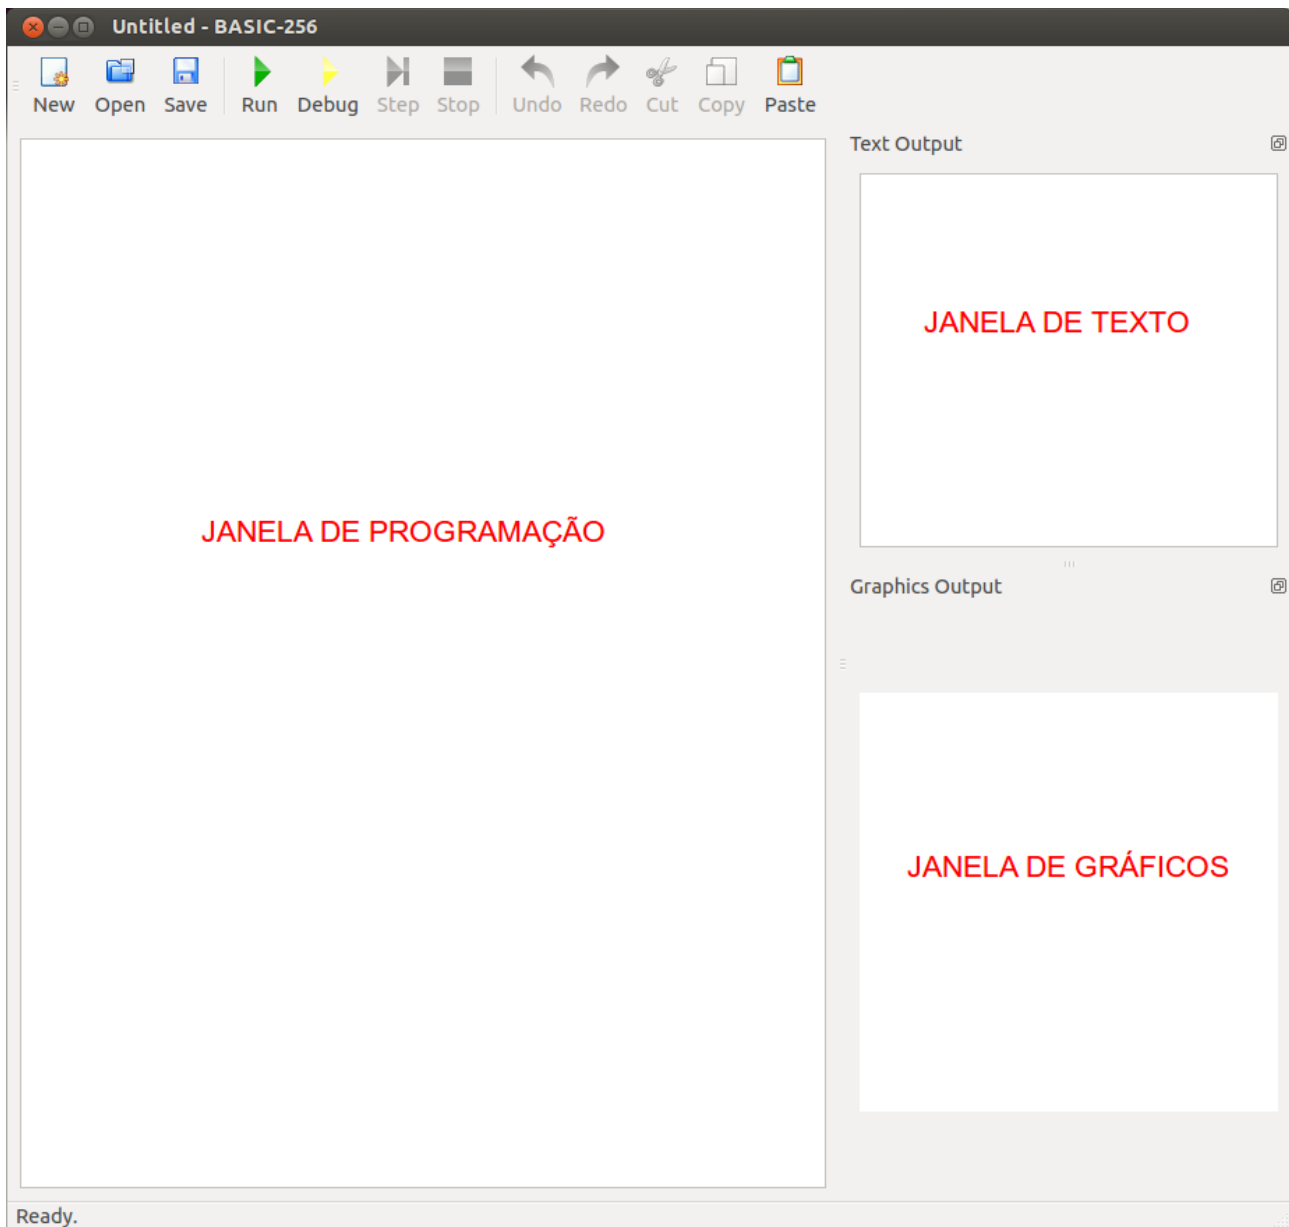 Untitled - BASIC-256
New Open Save Run Debug Step Stop Undo Redo Cut Copy Paste
Text Output
JANELA DE TEXTO
JANELA DE PROGRAMAÇÃO
Graphics Output
JANELA DE GRÁFICOS
Ready.